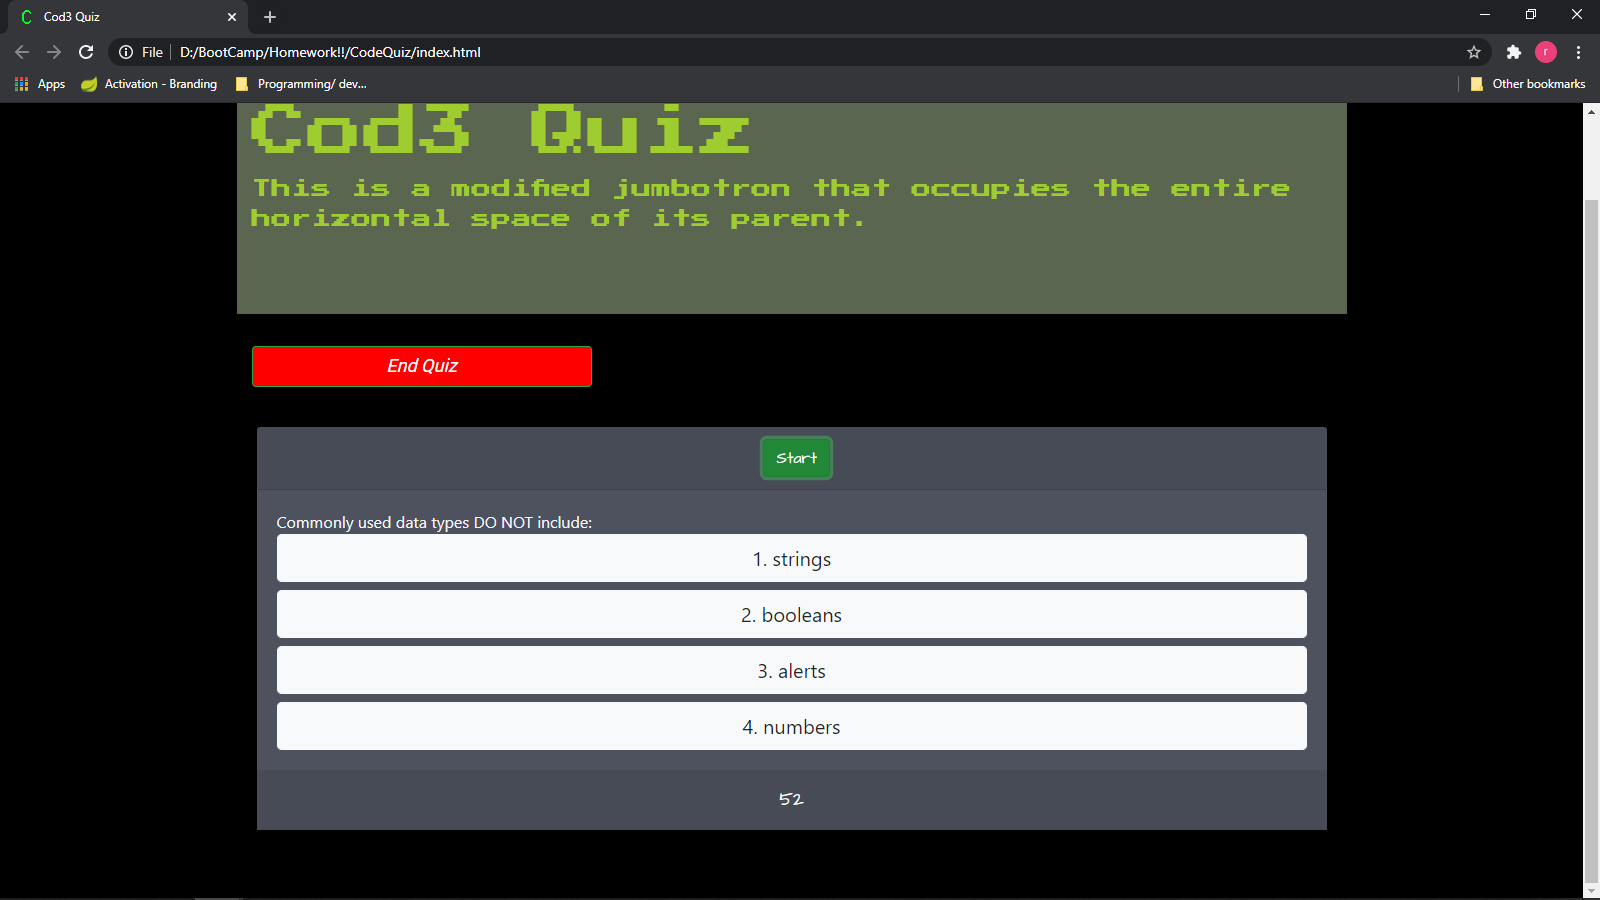 Cod3 Quiz
File D:/BootCamp/Homework!!/CodeQuiz/index.html
r
Apps Activation - Branding Programming/ dev... Other bookmarks
Cod3 Quiz
This is a modified jumbotron that occupies the entire
horizontal space of its parent.
End Quiz
Start
Commonly used data types DO NOT include:
1. strings
2. booleans
3. alerts
4. numbers
52